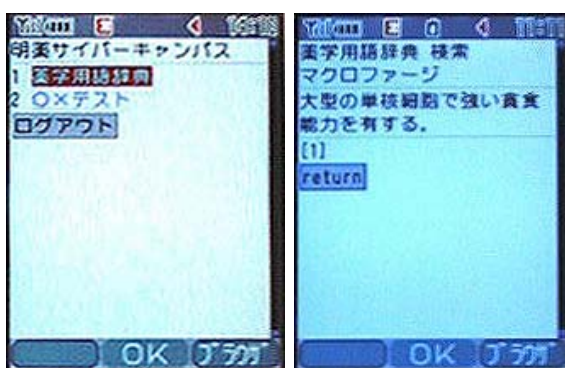 明薬サイバーキャンパス
1 薬学用語辞典
2 ○×テスト
ログアウト
OK
薬学用語辞典 検索
マクロファージ
大型の単核細胞で強い貪食
能力を有する。
[1]
return
OK